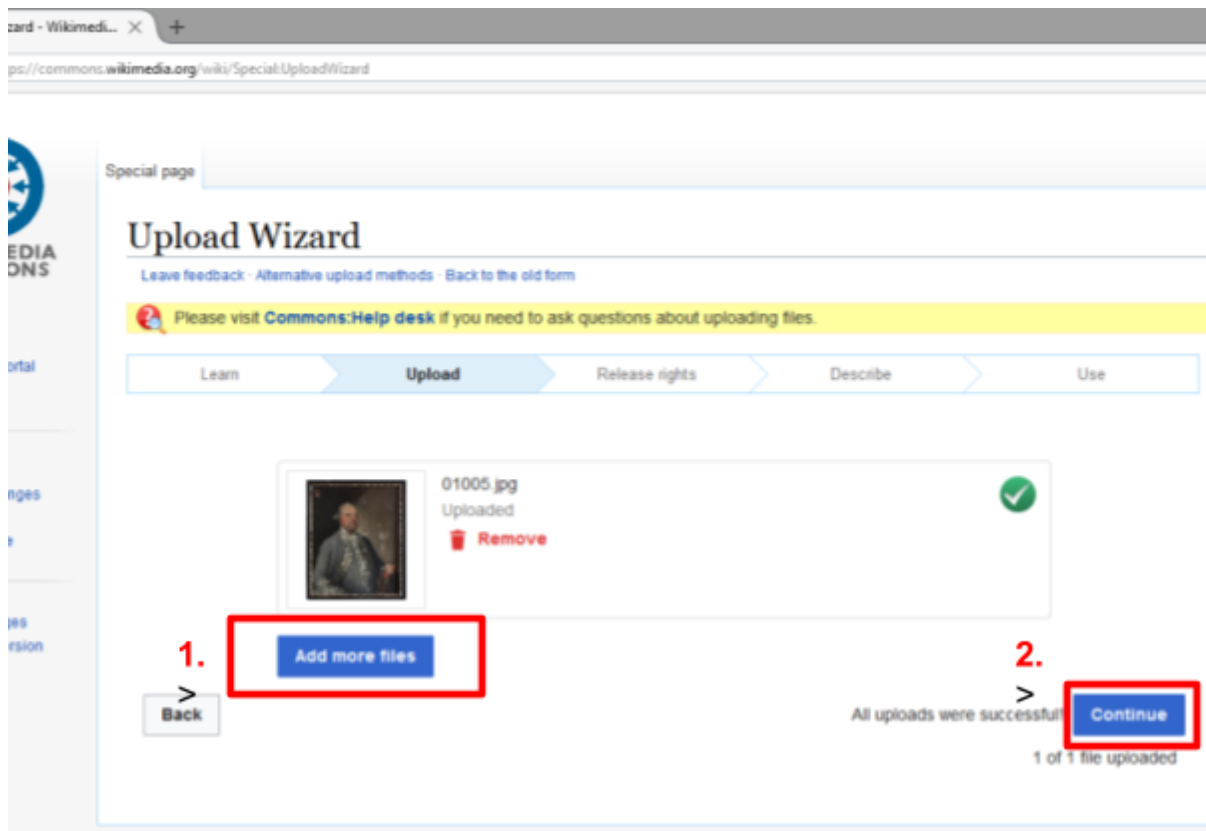 zard - Wikimedi... × +
ps://commons.wikimedia.org/wiki/Special:UploadWizard
EDIA
ONS
Special page
Upload Wizard
Leave feedback · Alternative upload methods · Back to the old form
Please visit Commons:Help desk if you need to ask questions about uploading files.
ortal
Learn
Upload
Release rights
Describe
Use
nges
e
ges
rsion
01005.jpg
Uploaded
Remove
1.
>
Add more files
2.
>
Back
All uploads were successful!
Continue
1 of 1 file uploaded